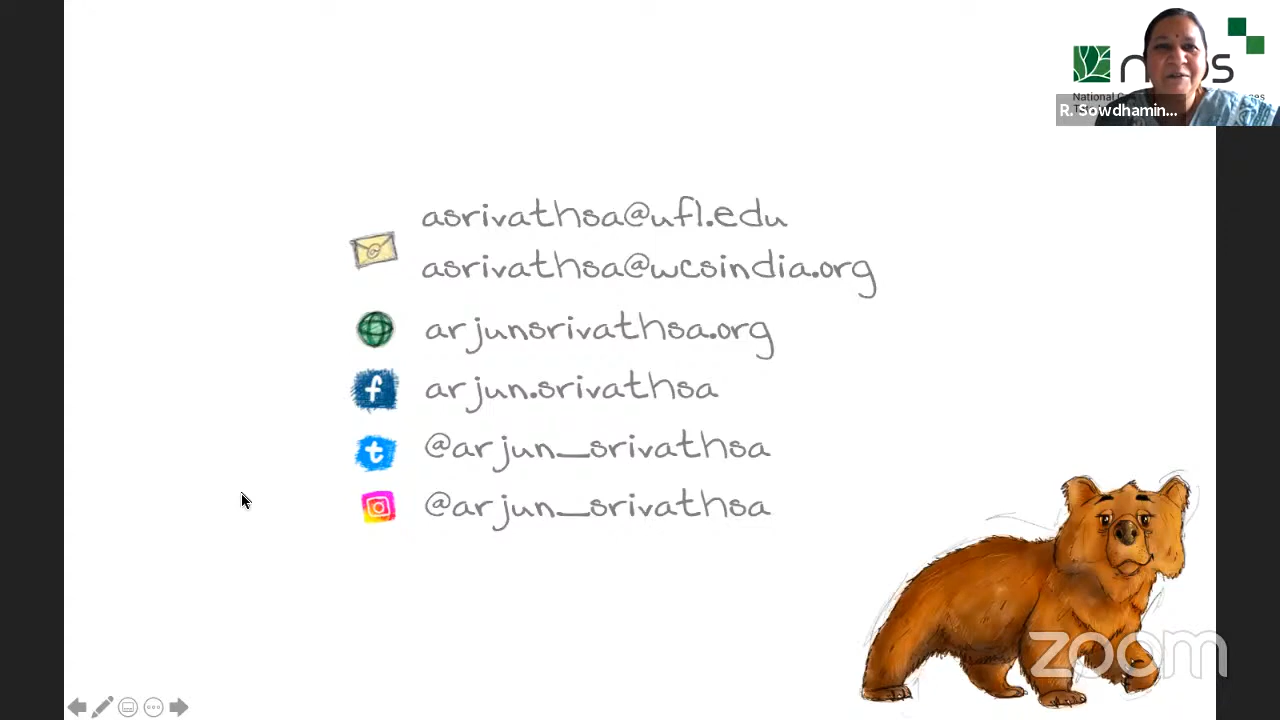 R. Sowdhamin...
asrivathsa@ufl.edu
asrivathsa@wcsindia.org
arjunsrivathsa.org
arjun.srivathsa
@arjun_srivathsa
@arjun_srivathsa
zoom